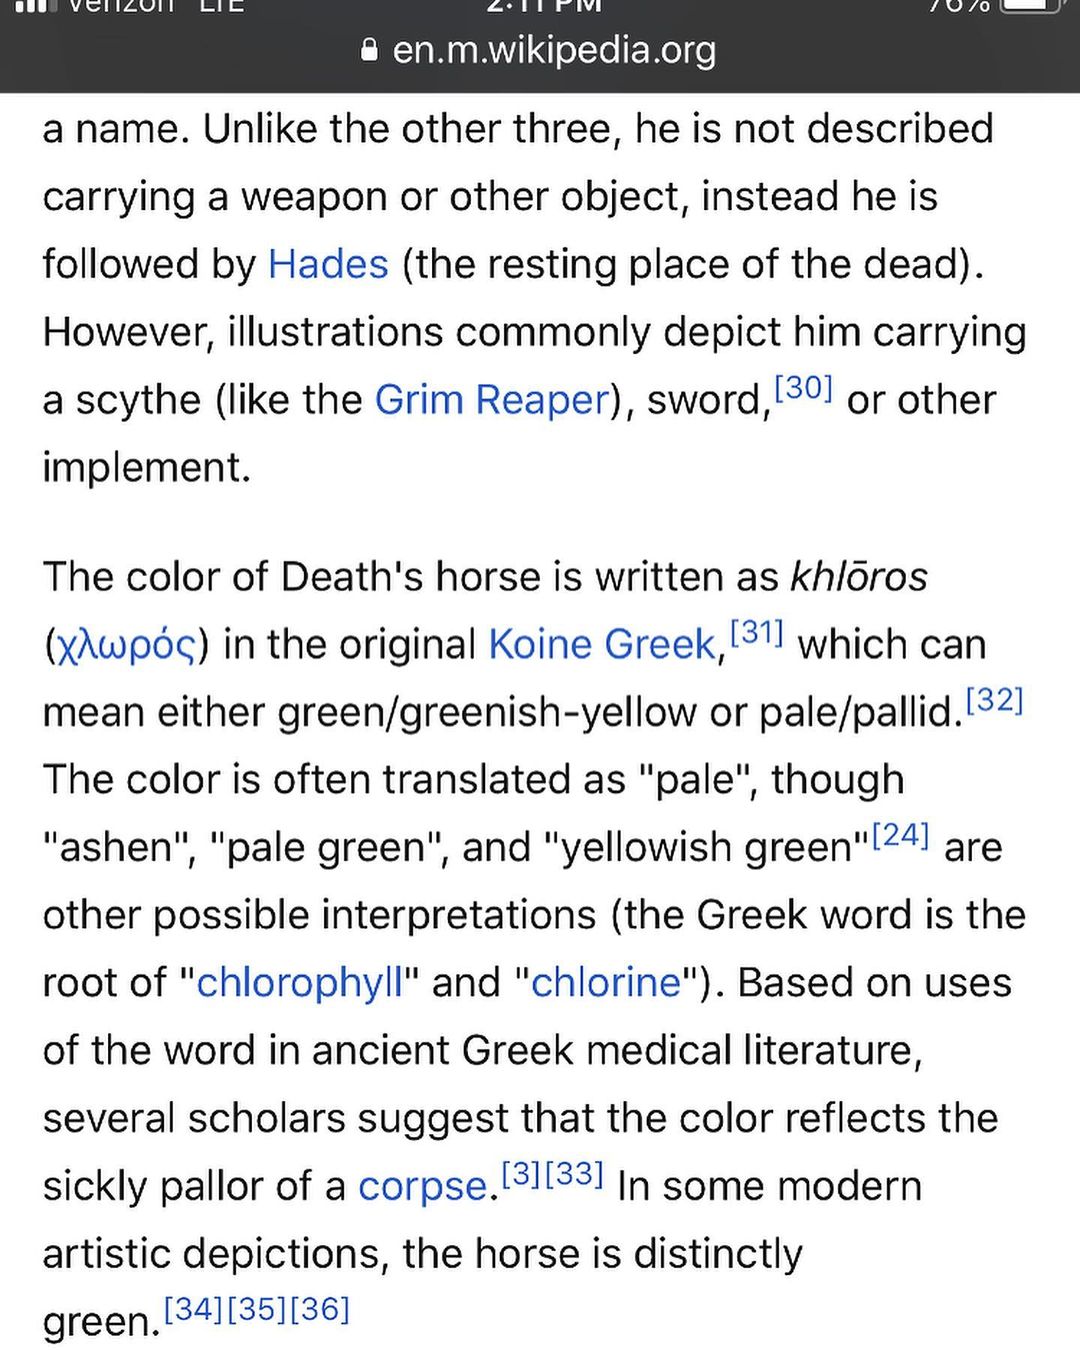 verizon LTE 2:11 PM 76%
en.m.wikipedia.org
a name. Unlike the other three, he is not described
carrying a weapon or other object, instead he is
followed by Hades (the resting place of the dead).
However, illustrations commonly depict him carrying
a scythe (like the Grim Reaper), sword,[30] or other
implement.
The color of Death's horse is written as khlōros
(χλωρός) in the original Koine Greek,[31] which can
mean either green/greenish-yellow or pale/pallid.[32]
The color is often translated as "pale", though
"ashen", "pale green", and "yellowish green"[24] are
other possible interpretations (the Greek word is the
root of "chlorophyll" and "chlorine"). Based on uses
of the word in ancient Greek medical literature,
several scholars suggest that the color reflects the
sickly pallor of a corpse.[3][33] In some modern
artistic depictions, the horse is distinctly
green.[34][35][36]